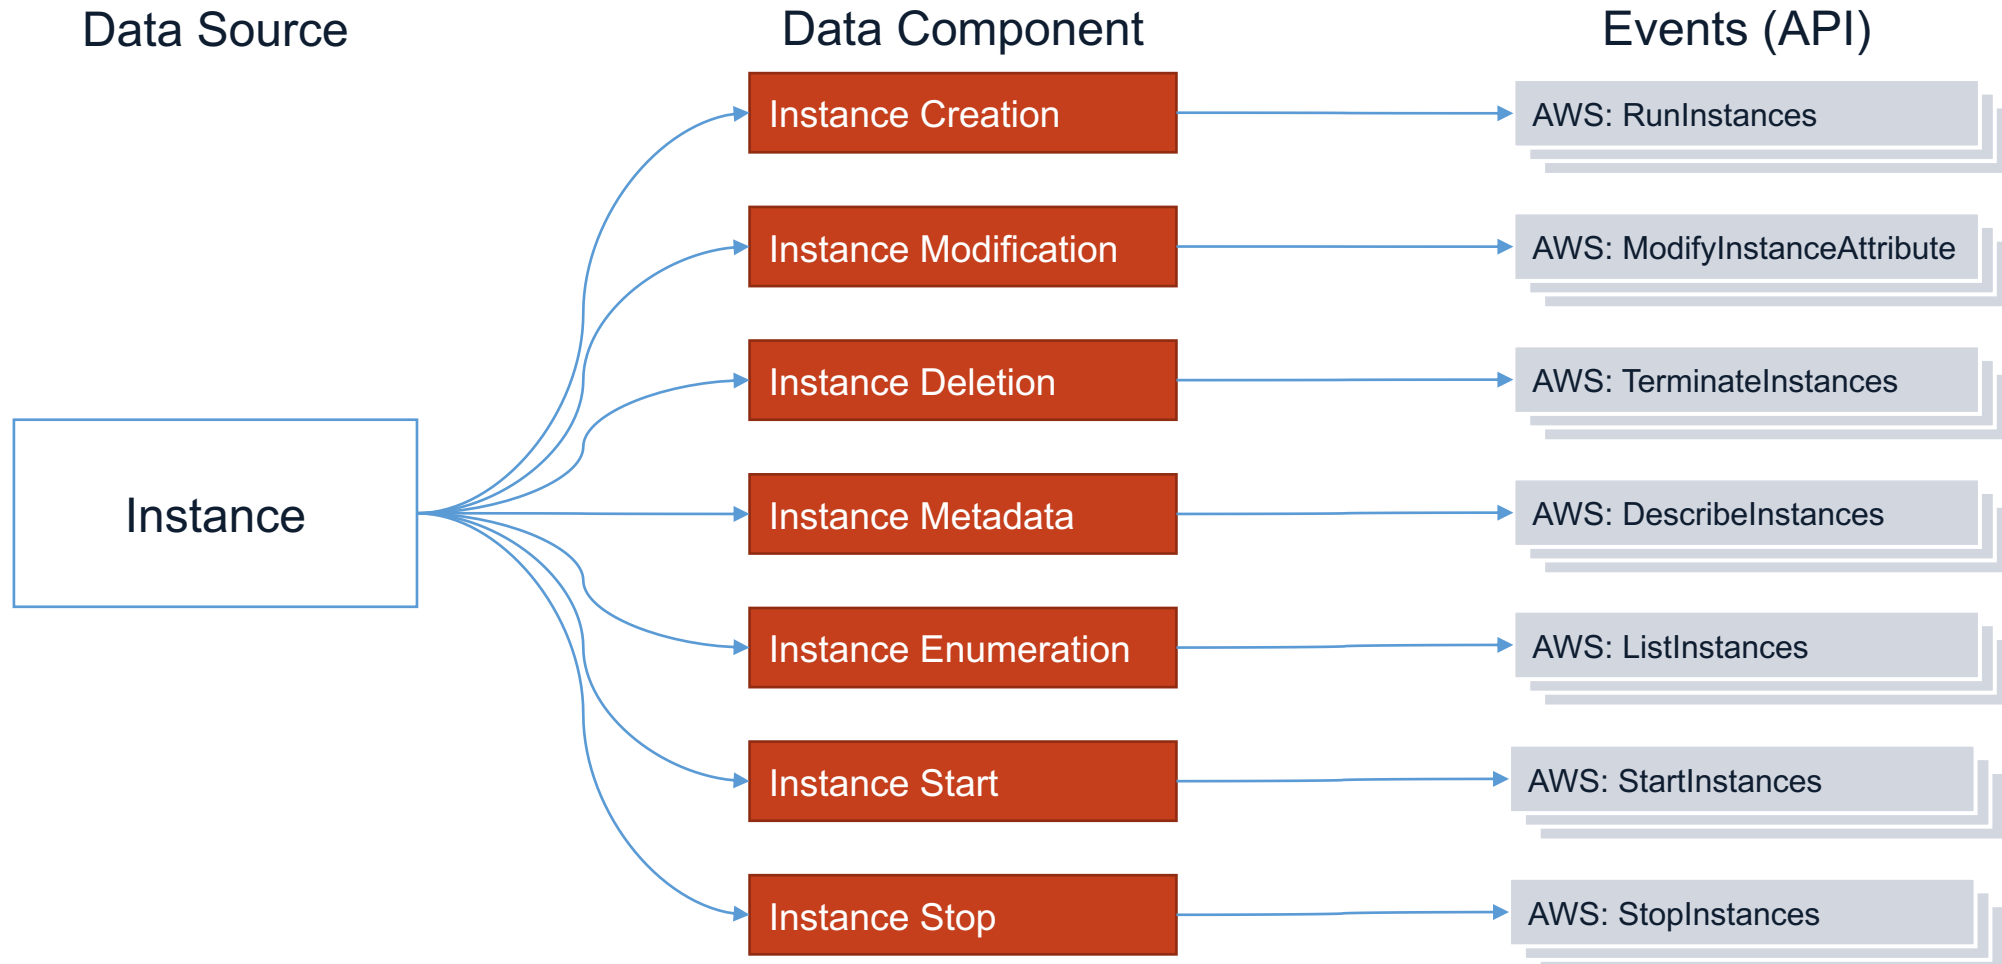 Data Source
Data Component
Events (API)
Instance
Instance Creation
AWS: RunInstances
Instance Modification
AWS: ModifyInstanceAttribute
Instance Deletion
AWS: TerminateInstances
Instance Metadata
AWS: DescribeInstances
Instance Enumeration
AWS: ListInstances
Instance Start
AWS: StartInstances
Instance Stop
AWS: StopInstances